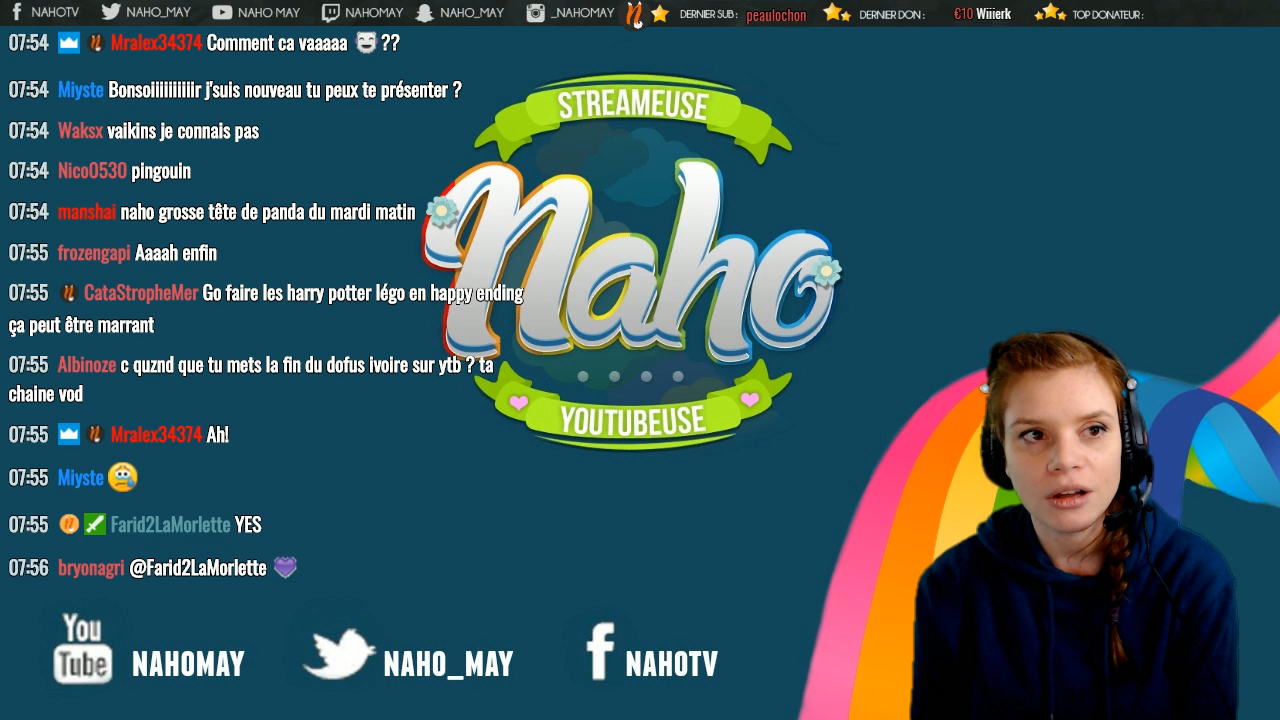 NAHOTV NAHO_MAY NAHO MAY NAHOMAY NAHO_MAY _NAHOMAY DERNIER SUB : peaulochon DERNIER DON : €10 Wiiierk TOP DONATEUR :
07:54 Mralex34374 Comment ca vaaaaa ??
07:54 Miyste Bonsoiiiiiiiiiir j'suis nouveau tu peux te présenter ?
07:54 Waksx vaikins je connais pas
07:54 Nico0530 pingouin
07:54 manshai naho grosse tête de panda du mardi matin
07:55 frozengapi Aaaah enfin
07:55 CataStropheMer Go faire les harry potter légo en happy ending
ça peut être marrant
07:55 Albinoze c quznd que tu mets la fin du dofus ivoire sur ytb ? ta
chaine vod
07:55 Mralex34374 Ah!
07:55 Miyste
07:55 Farid2LaMorlette YES
07:56 bryonagri @Farid2LaMorlette
STREAMEUSE
Naho
YOUTUBEUSE
You
Tube
NAHOMAY NAHO_MAY NAHOTV